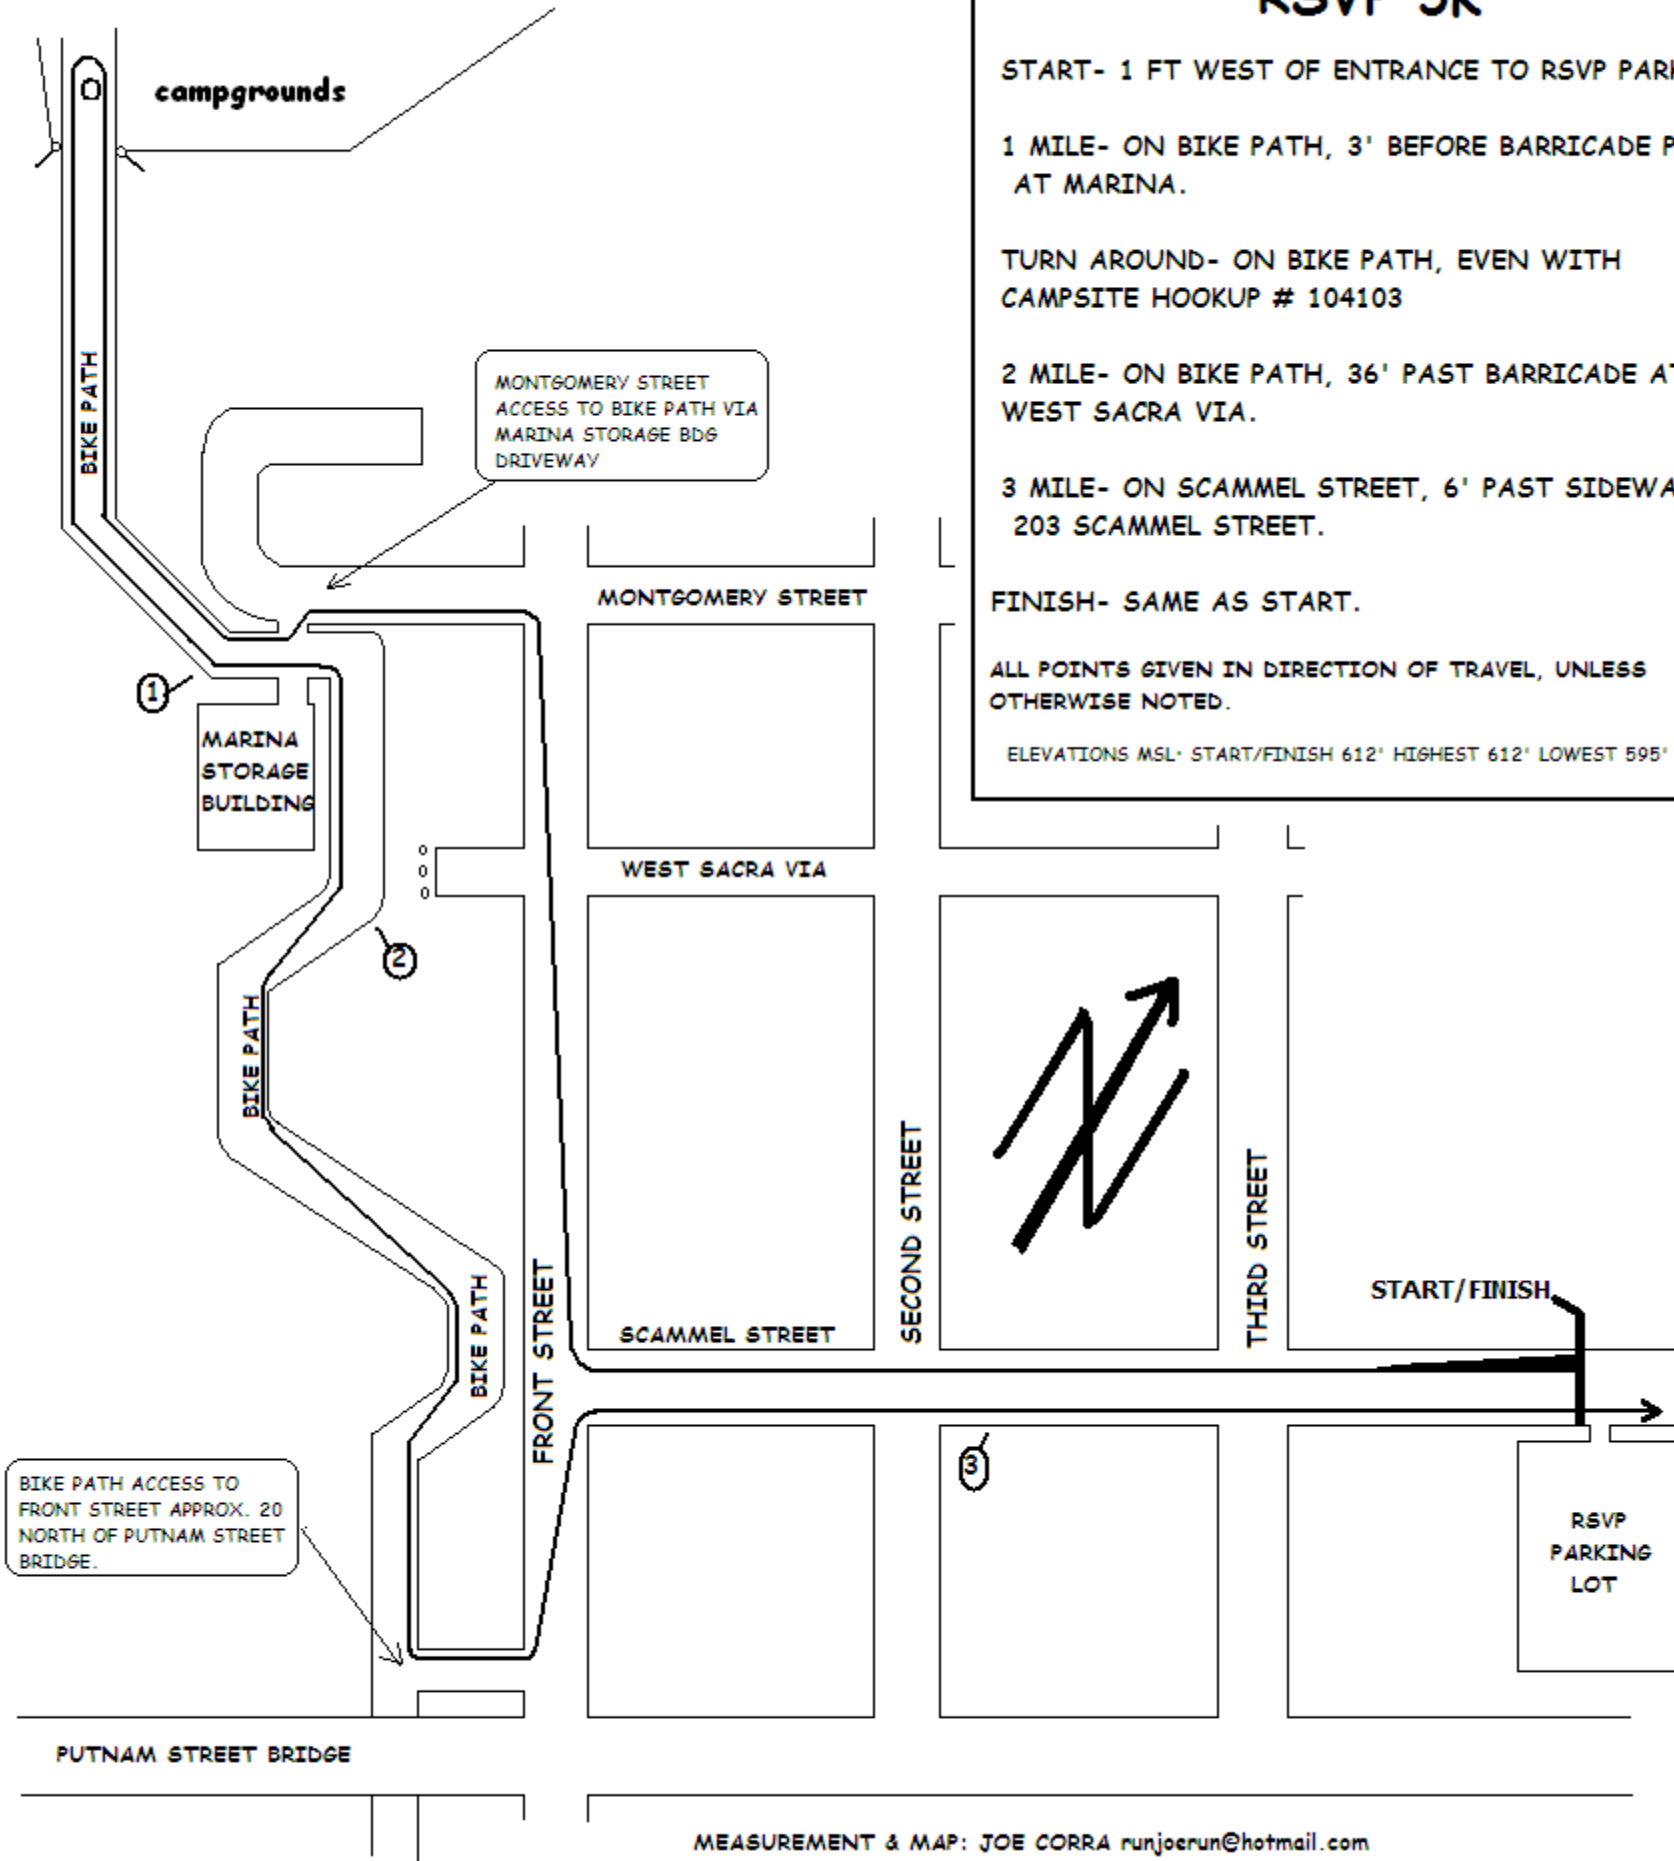 RSVP 5K
START- 1 FT WEST OF ENTRANCE TO RSVP
1 MILE- ON BIKE PATH, 3' BEFORE BARRICADE
AT MARINA.
TURN AROUND- ON BIKE PATH, EVEN WITH
CAMPSITE HOOKUP # 104103
2 MILE- ON BIKE PATH, 36' PAST BARRICADE
WEST SACRA VIA.
3 MILE- ON SCAMMEL STREET, 6' PAST
203 SCAMMEL STREET.
FINISH- SAME AS START.
ALL POINTS GIVEN IN DIRECTION OF TRAVEL, UNLESS
OTHERWISE NOTED.
ELEVATIONS MSL· START/FINISH 612' HIGHEST 612' LOWEST 595'
campgrounds
BIKE PATH
MONTGOMERY STREET
ACCESS TO BIKE PATH VIA
MARINA STORAGE BDG
DRIVEWAY
MONTGOMERY STREET
1
MARINA
STORAGE
BUILDING
WEST SACRA VIA
2
BIKE PATH
N
SECOND STREET
THIRD STREET
START/FINISH
SCAMMEL STREET
BIKE PATH
FRONT STREET
3
BIKE PATH ACCESS TO
FRONT STREET APPROX. 20
NORTH OF PUTNAM STREET
BRIDGE.
RSVP
PARKING
LOT
PUTNAM STREET BRIDGE
MEASUREMENT & MAP: JOE CORRA runjoerun@hotmail.com